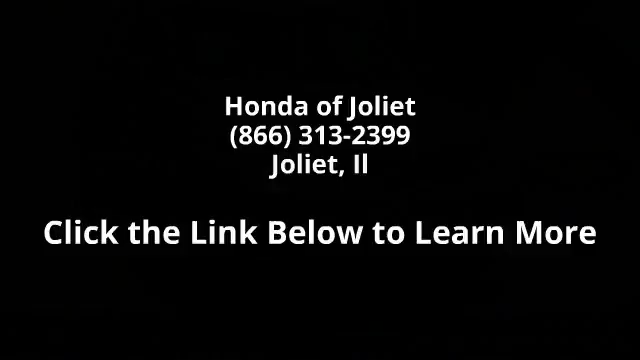 Honda of Joliet
(866) 313-2399
Joliet, Il
Click the Link Below to Learn More